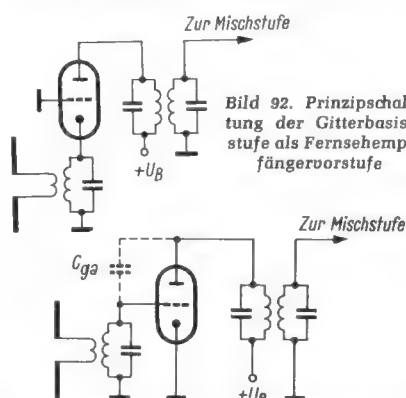 Zur Mischstufe
Bild 92. Prinzipschal
tung der Gitterbasis
stufe als Fernsehemp
fängervorstufe
+UB
Zur Mischstufe
Cga
+UB